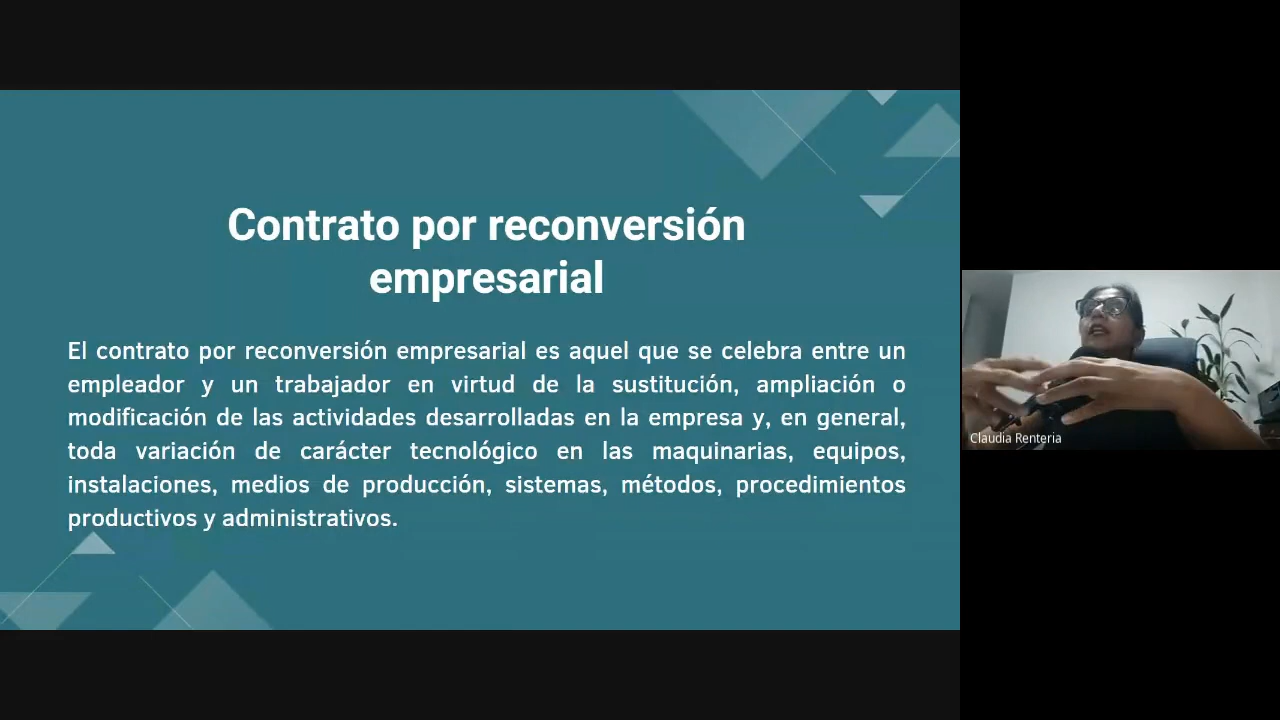 Contrato por reconversión
empresarial
El contrato por reconversión empresarial es aquel que se celebra entre un
empleador y un trabajador en virtud de la sustitución, ampliación o
modificación de las actividades desarrolladas en la empresa y, en general,
toda variación de carácter tecnológico en las maquinarias, equipos,
instalaciones, medios de producción, sistemas, métodos, procedimientos
productivos y administrativos.
Claudia Renteria